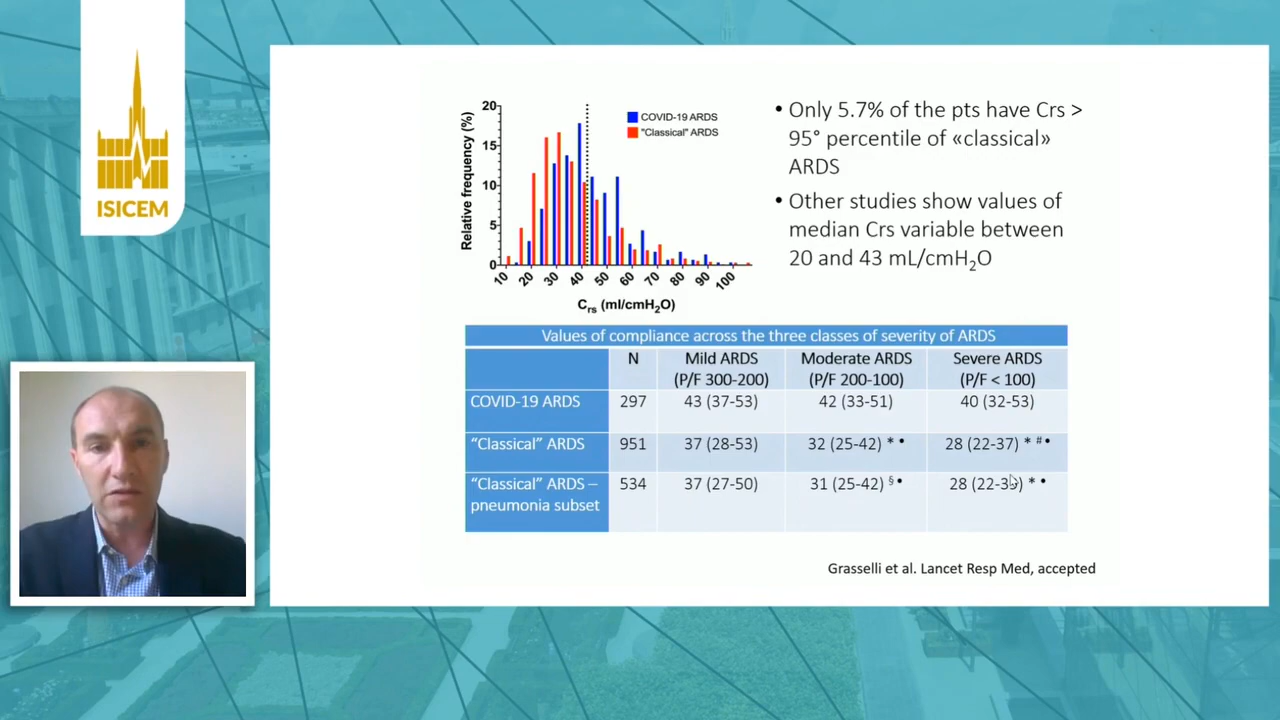 ISICEM
20
15
10
5
0
Relative frequency (%)
COVID-19 ARDS
"Classical" ARDS
10 20 30 40 50 60 70 80 90 100
Crs (ml/cmH2O)
• Only 5.7% of the pts have Crs >
95° percentile of «classical»
ARDS
• Other studies show values of
median Crs variable between
20 and 43 mL/cmH2O
Values of compliance across the three classes of severity of ARDS
N Mild ARDS Moderate ARDS Severe ARDS
(P/F 300-200) (P/F 200-100) (P/F < 100)
COVID-19 ARDS 297 43 (37-53) 42 (33-51) 40 (32-53)
“Classical” ARDS 951 37 (28-53) 32 (25-42) * • 28 (22-37) * # •
“Classical” ARDS – 534 37 (27-50) 31 (25-42) § • 28 * •
pneumonia subset
Grasselli et al. Lancet Resp Med, accepted